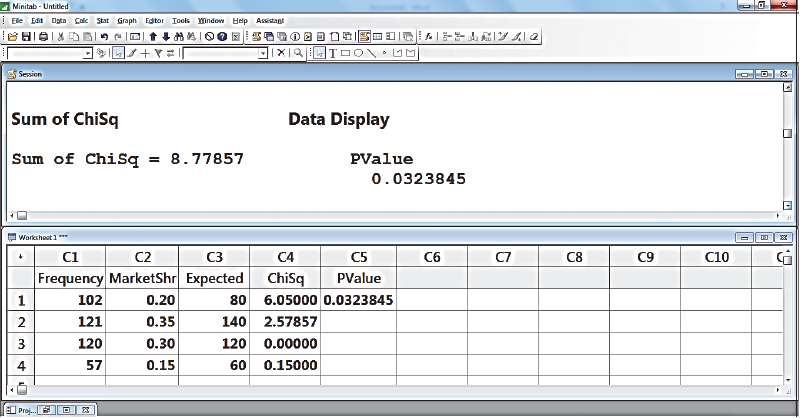 Minitab - Untitled
File Edit Data Calc Stat Graph Editor Tools Window Help Assistant
Session
Sum of ChiSq Data Display
Sum of ChiSq = 8.77857 PValue
0.0323845
Worksheet 1 ***
C1 C2 C3 C4 C5 C6 C7 C8 C9 C10
Frequency MarketShr Expected ChiSq PValue
1 102 0.20 80 6.05000 0.0323845
2 121 0.35 140 2.57857
3 120 0.30 120 0.00000
4 57 0.15 60 0.15000
Proj...